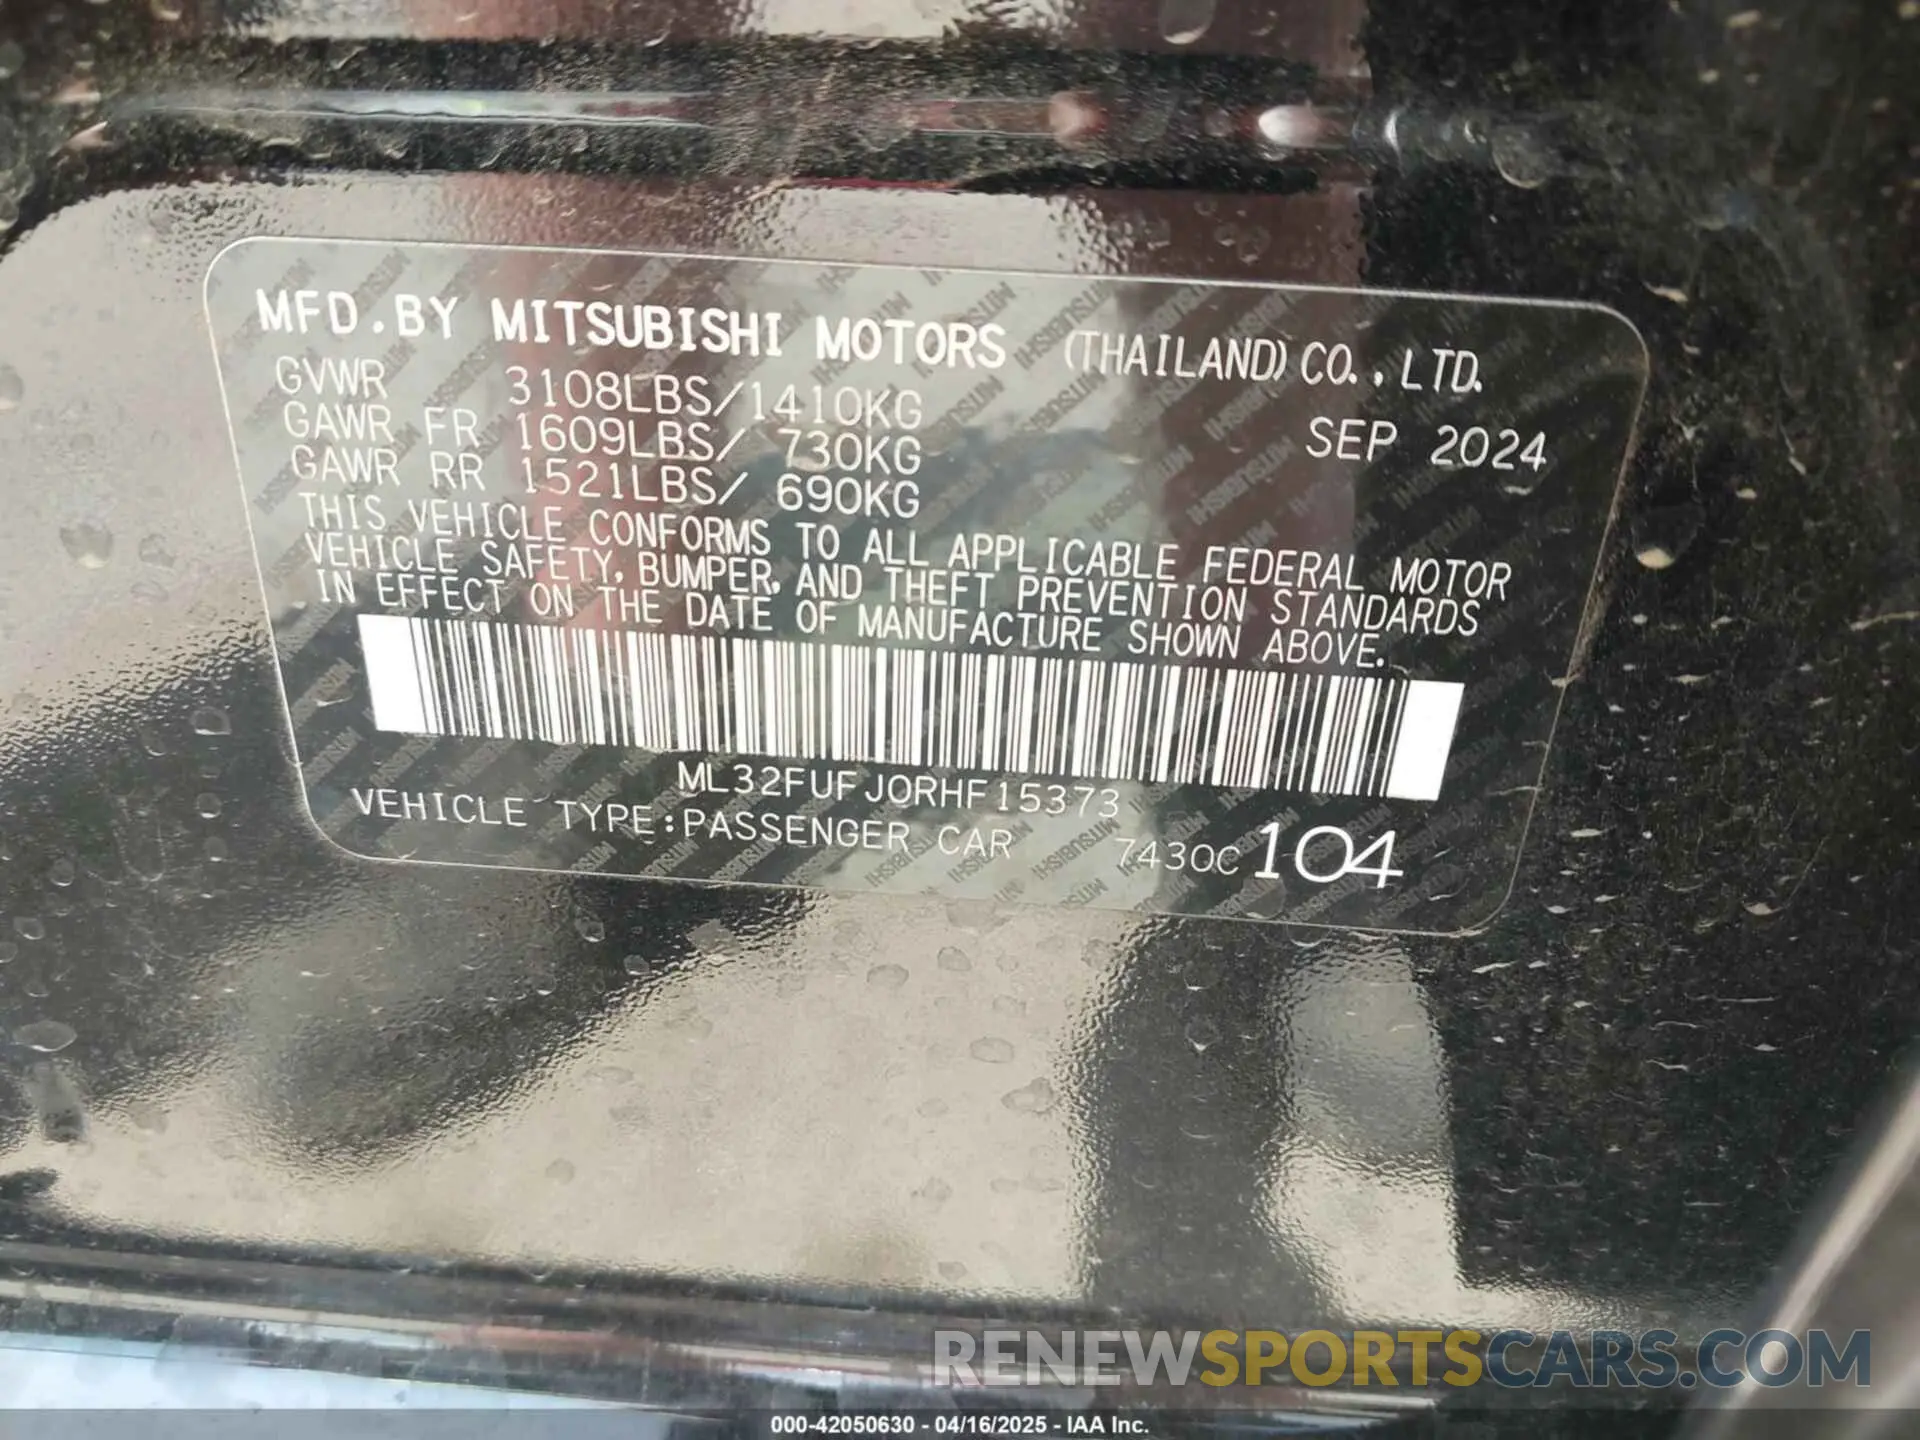 MFD.BY MITSUBISHI MOTORS (THAILAND) CO., LTD.
GVWR 3108LBS/1410KG
GAWR FR 1609LBS/ 730KG SEP 2024
GAWR RR 1521LBS/ 690KG
THIS VEHICLE CONFORMS TO ALL APPLICABLE FEDERAL MOTOR
VEHICLE SAFETY, BUMPER, AND THEFT PREVENTION STANDARDS
IN EFFECT ON THE DATE OF MANUFACTURE SHOWN ABOVE.
ML32FUFJ0RHF15373
VEHICLE TYPE:PASSENGER CAR 7430C 104
RENEWSPORTSCARS.COM
000-42050630 - 04/16/2025 - IAA Inc.